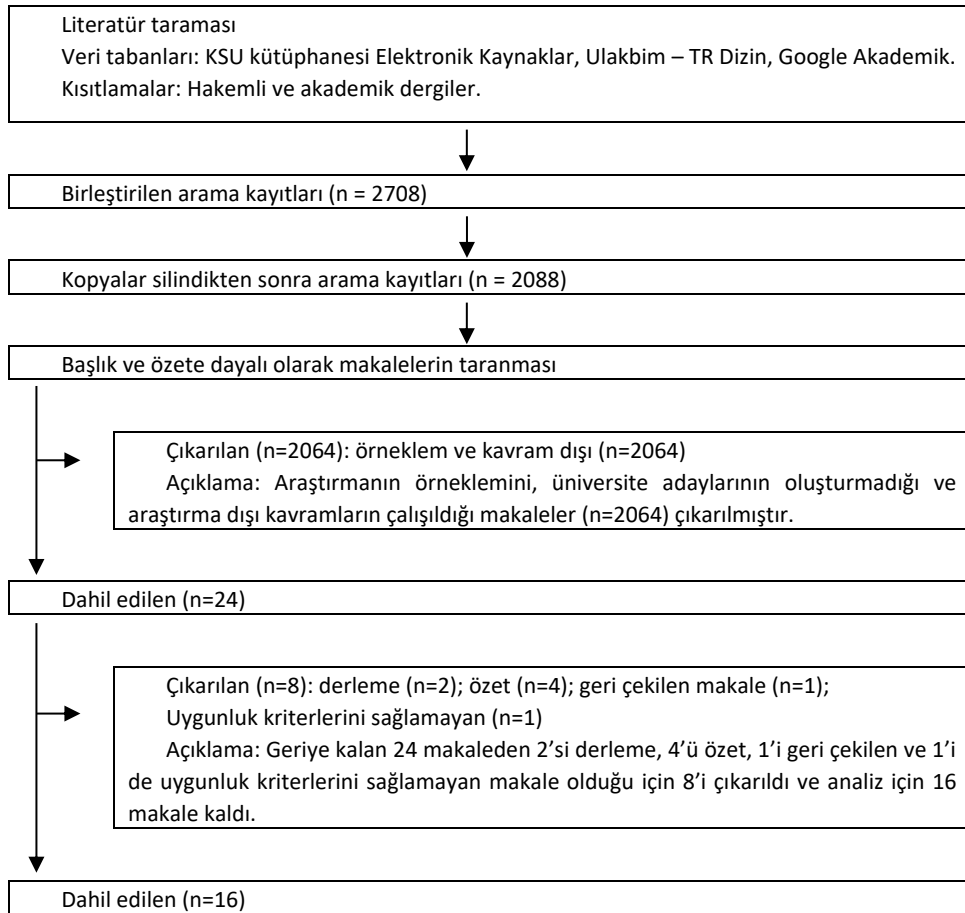 Literatür taraması
Veri tabanları: KSU kütüphanesi Elektronik Kaynaklar, Ulakbim – TR Dizin, Google Akademik.
Kısıtlamalar: Hakemli ve akademik dergiler.
Birleştirilen arama kayıtları (n = 2708)
Kopyalar silindikten sonra arama kayıtları (n = 2088)
Başlık ve özete dayalı olarak makalelerin taranması
Çıkarılan (n=2064): örneklem ve kavram dışı (n=2064)
Açıklama: Araştırmanın örneklemini, üniversite adaylarının oluşturmadığı ve
araştırma dışı kavramların çalışıldığı makaleler (n=2064) çıkarılmıştır.
Dahil edilen (n=24)
Çıkarılan (n=8): derleme (n=2); özet (n=4); geri çekilen makale (n=1);
Uygunluk kriterlerini sağlamayan (n=1)
Açıklama: Geriye kalan 24 makaleden 2’si derleme, 4’ü özet, 1’i geri çekilen ve 1’i
de uygunluk kriterlerini sağlamayan makale olduğu için 8’i çıkarıldı ve analiz için 16
makale kaldı.
Dahil edilen (n=16)